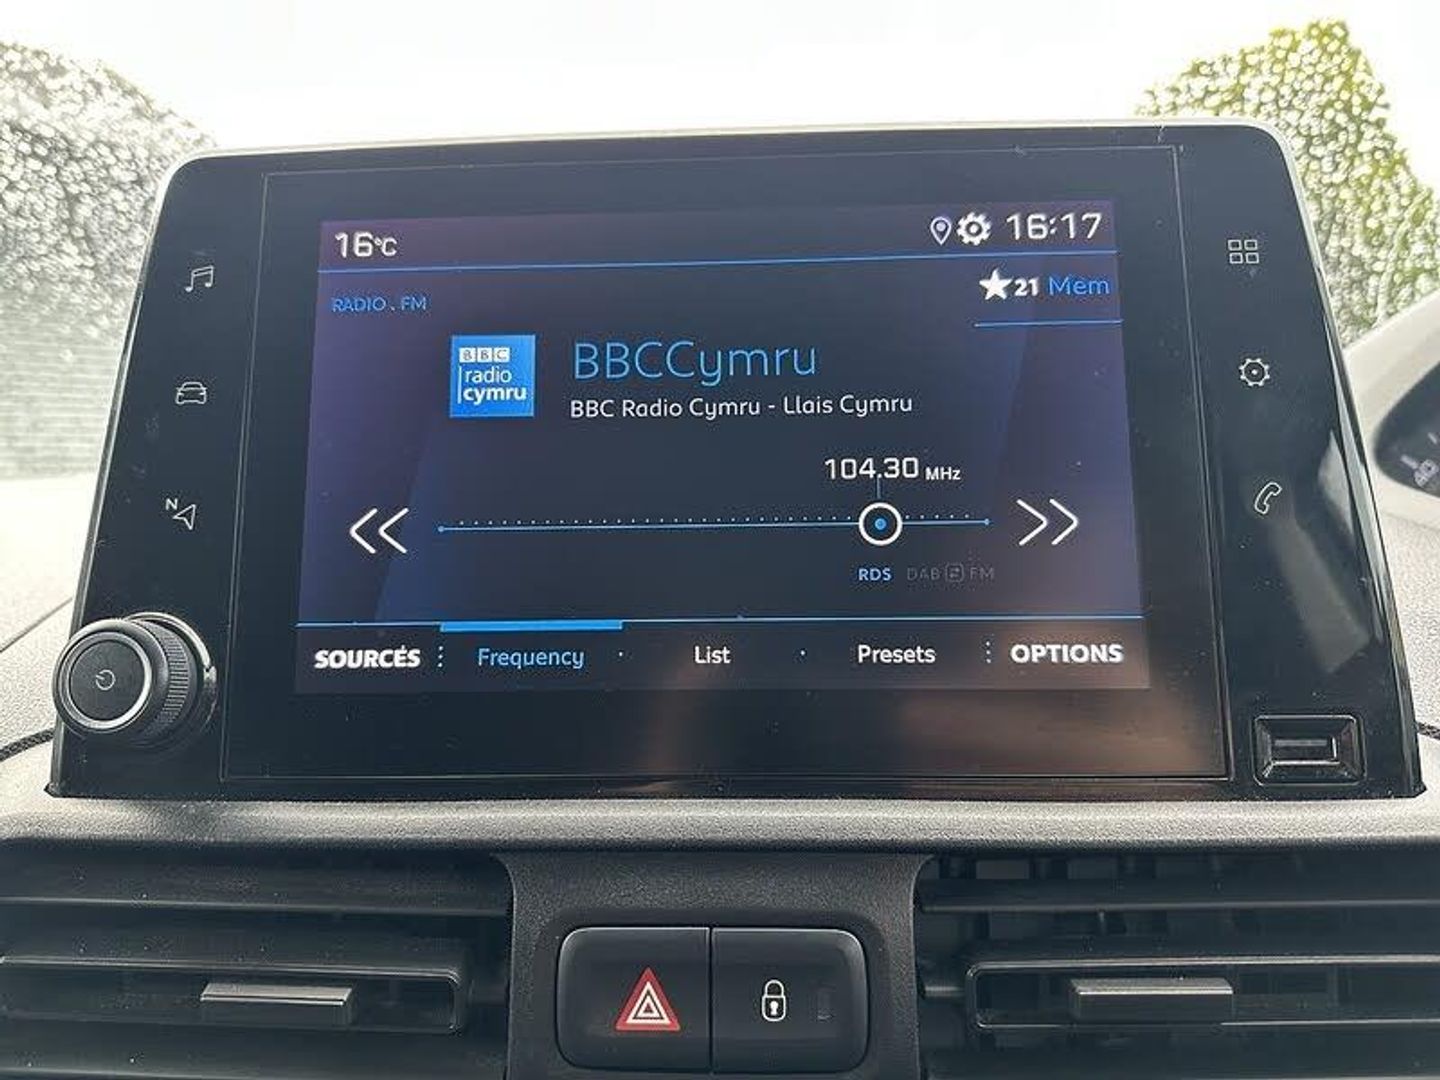 16°C
16:17
RADIO . FM
21 Mem
BBC
radio
cymru
BBCCymru
BBC Radio Cymru - Llais Cymru
104.30 MHz
RDS DAB FM
SOURCES Frequency List Presets OPTIONS
N